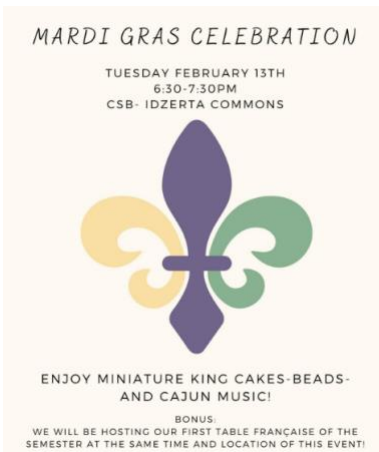 MARDI GRAS CELEBRATION
TUESDAY FEBRUARY 13TH
6:30-7:30PM
CSB- IDZERTA COMMONS
ENJOY MINIATURE KING CAKES-BEADS-
AND CAJUN MUSIC!
BONUS:
WE WILL BE HOSTING OUR FIRST TABLE FRANÇAISE OF THE
SEMESTER AT THE SAME TIME AND LOCATION OF THIS EVENT!